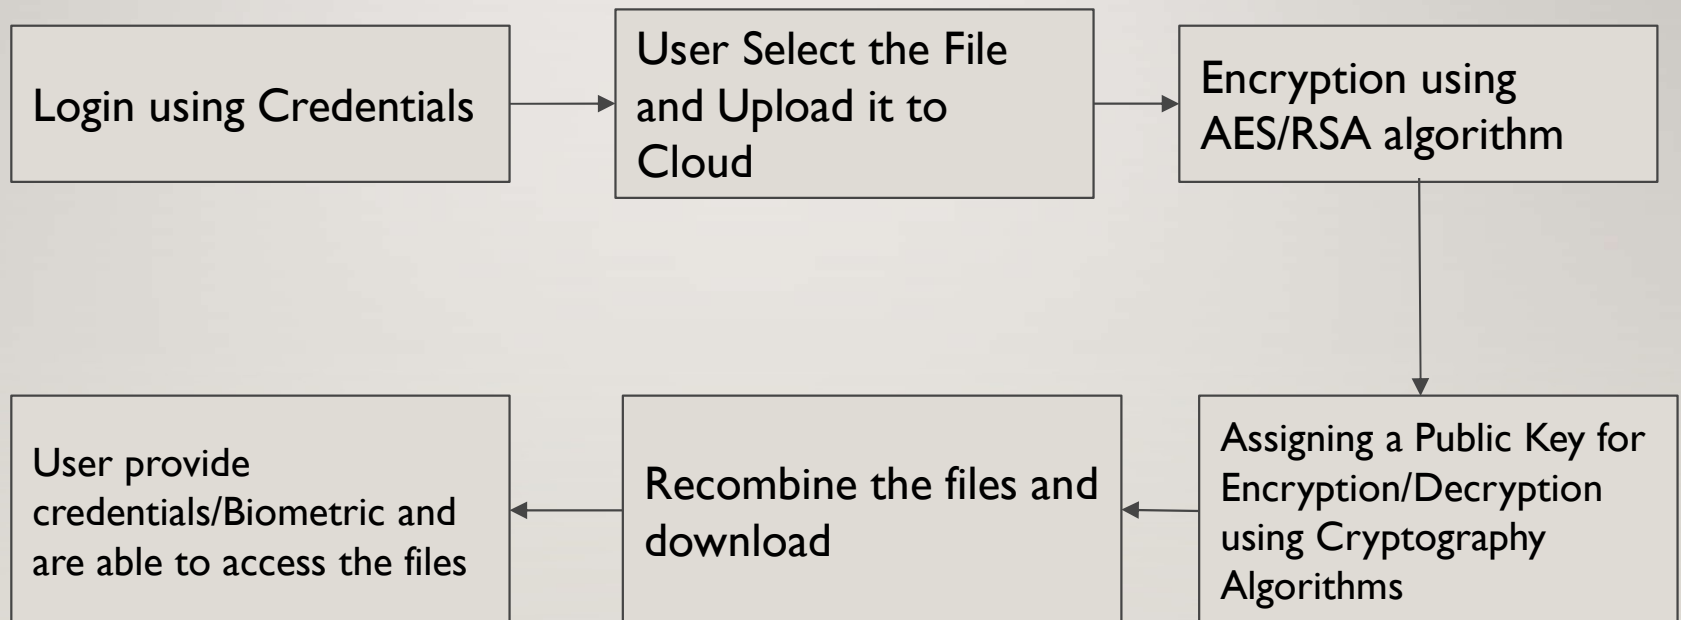 Login using Credentials
User Select the File
and Upload it to
Cloud
Encryption using
AES/RSA algorithm
Assigning a Public Key for
Encryption/Decryption
using Cryptography
Algorithms
Recombine the files and
download
User provide
credentials/Biometric and
are able to access the files